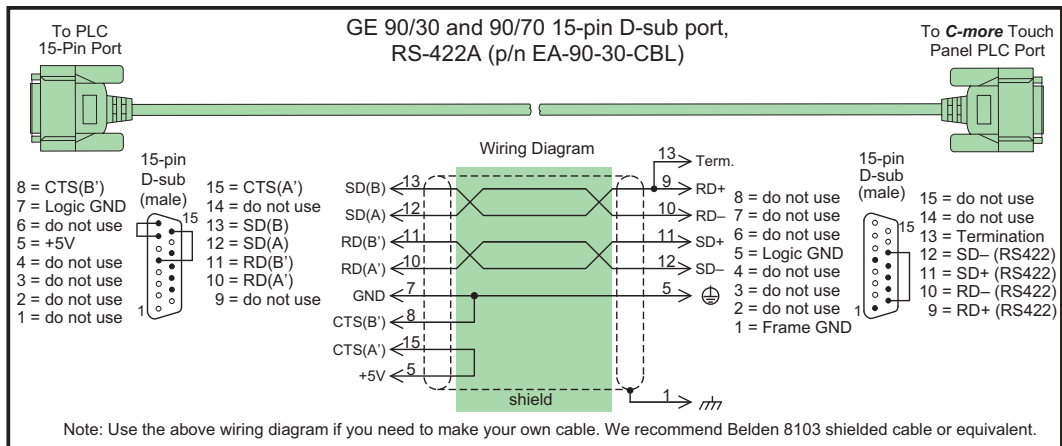 To PLC
15-Pin Port
GE 90/30 and 90/70 15-pin D-sub port,
RS-422A (p/n EA-90-30-CBL)
To C-more Touch
Panel PLC Port
15-pin
D-sub
(male)
8 = CTS(B')
7 = Logic GND
6 = do not use
5 = +5V
4 = do not use
3 = do not use
2 = do not use
1 = do not use
15
1
15 = CTS(A')
14 = do not use
13 = SD(B)
12 = SD(A)
11 = RD(B')
10 = RD(A')
9 = do not use
Wiring Diagram
SD(B) 13
SD(A) 12
RD(B') 11
RD(A') 10
GND 7
CTS(B') 8
CTS(A') 15
+5V 5
shield
13 Term.
9 RD+
10 RD–
11 SD+
12 SD–
5
1
8 = do not use
7 = do not use
6 = do not use
5 = Logic GND
4 = do not use
3 = do not use
2 = do not use
1 = Frame GND
15-pin
D-sub
(male)
15
1
15 = do not use
14 = do not use
13 = Termination
12 = SD– (RS422)
11 = SD+ (RS422)
10 = RD– (RS422)
9 = RD+ (RS422)
Note: Use the above wiring diagram if you need to make your own cable. We recommend Belden 8103 shielded cable or equivalent.